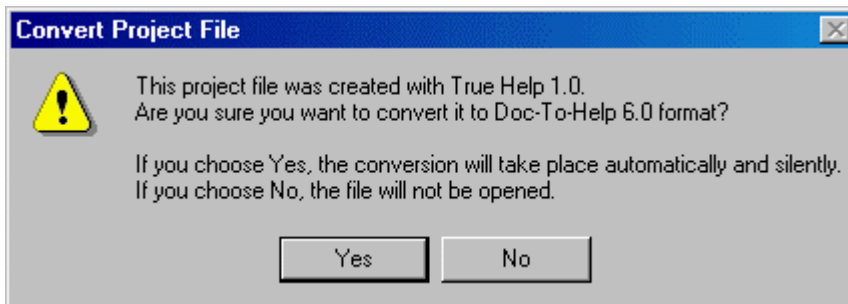 Convert Project File
This project file was created with True Help 1.0.
Are you sure you want to convert it to Doc-To-Help 6.0 format?
If you choose Yes, the conversion will take place automatically and silently.
If you choose No, the file will not be opened.
Yes
No